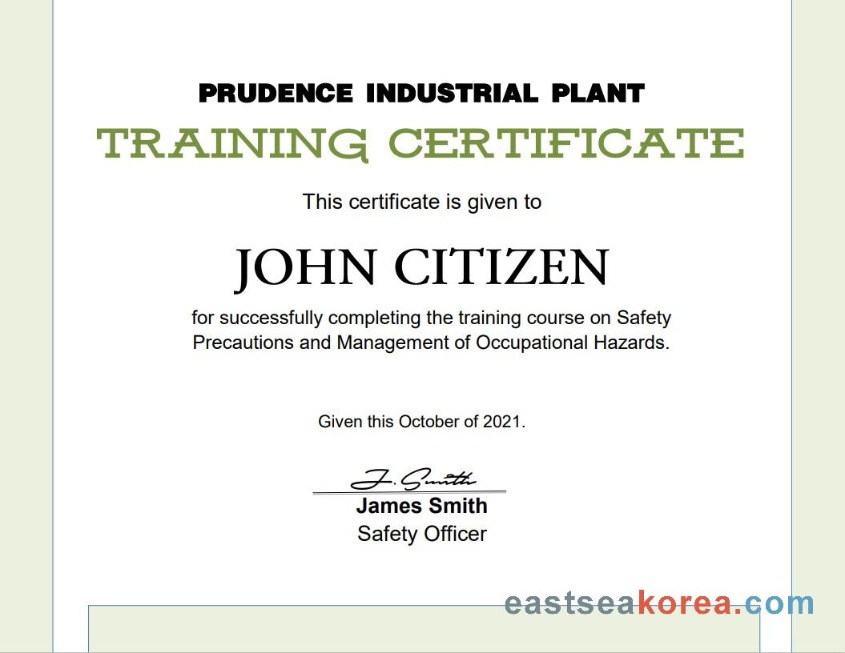 PRUDENCE INDUSTRIAL PLANT
TRAINING CERTIFICATE
This certificate is given to
JOHN CITIZEN
for successfully completing the training course on Safety
Precautions and Management of Occupational Hazards.
Given this October of 2021.
J. Smith
James Smith
Safety Officer
eastseakorea.com